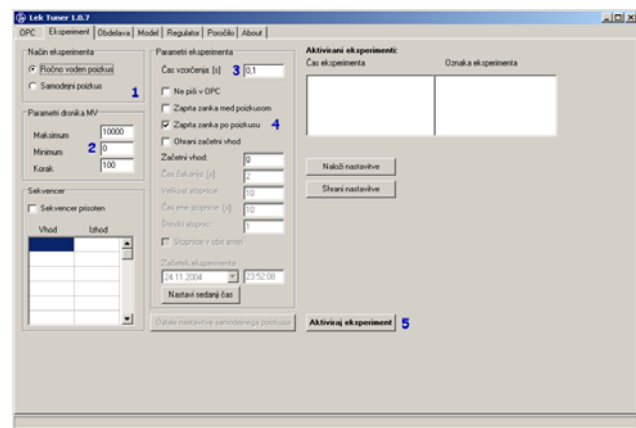 Lek Tuner 1.0.7
OPC Eksperiment Obdelava Model Regulator Poročilo About
Način eksperimenta
Ročno voden poizkus
Samodejni poizkus
1
Parametri drsnika MV
Maksimum 10000
Minimum 2 0
Korak 100
Sekvencer
Sekvencer prisoten
Vhod Izhod
Parametri eksperimenta
Čas vzorčenja: [s] 3 0,1
Ne piši v OPC
Zaprta zanka med poizkusom
Zaprta zanka po poizkusu 4
Ohrani začetni vhod
Začetni vhod: 0
Čas čakanja: [s] 2
Velikost stopnice: 10
Čas ene stopnice: [s] 10
Število stopnic: 1
Stopnice v obe smeri
Začetek eksperimenta:
24.11.2004 23:52:00
Nastavi sedanji čas
Ostale nastavitve samodejnega poizkusa
Aktivirani eksperimenti:
Čas eksperimenta Oznaka eksperimenta
Naloži nastavitve
Shrani nastavitve
Aktiviraj eksperiment 5